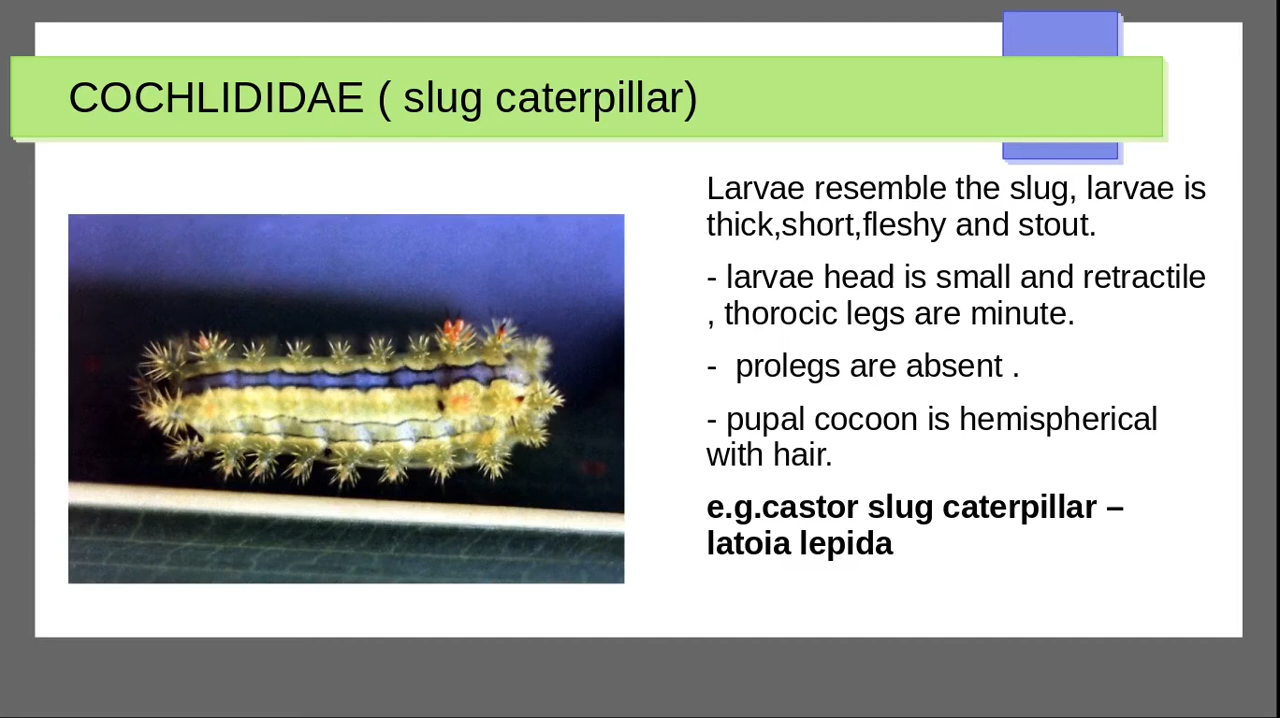 COCHLIDIDAE ( slug caterpillar)
Larvae resemble the slug, larvae is
thick,short,fleshy and stout.
- larvae head is small and retractile
, thorocic legs are minute.
-  prolegs are absent .
- pupal cocoon is hemispherical
with hair.
e.g.castor slug caterpillar –
latoia lepida